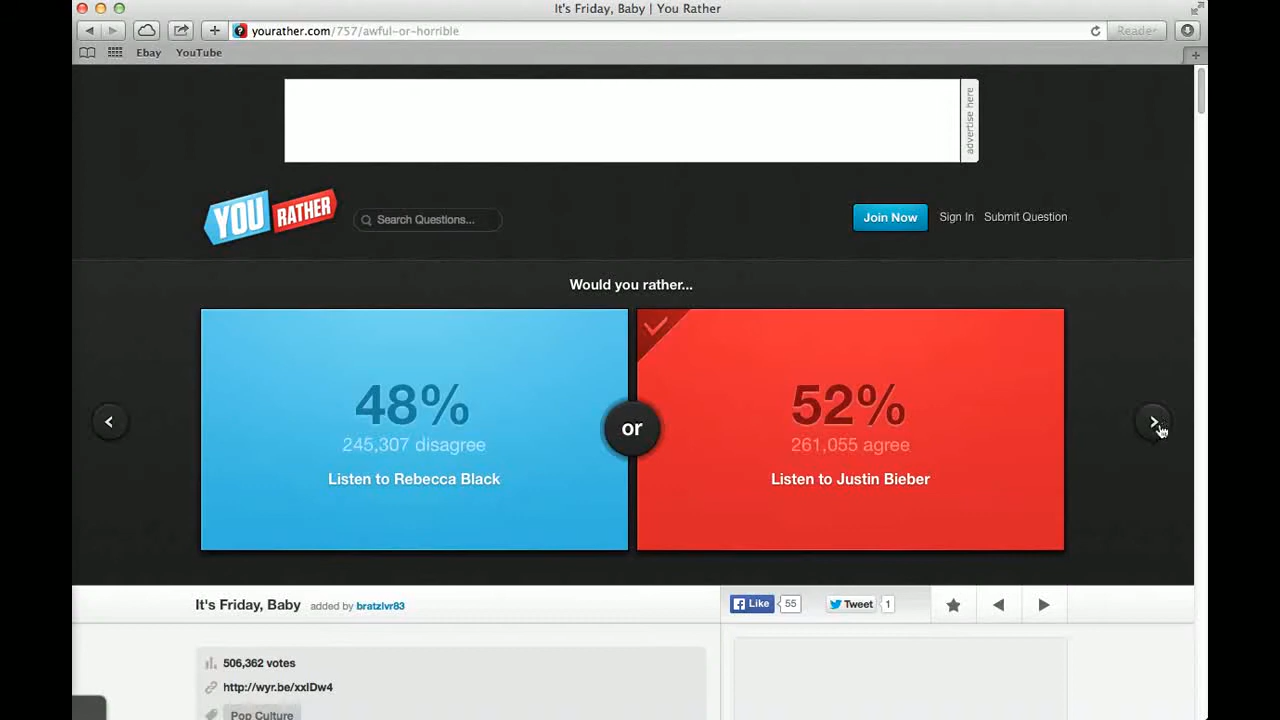 It's Friday, Baby | You Rather
yourather.com/757/awful-or-horrible
Reader
Ebay YouTube
advertise here
YOU RATHER
Search Questions...
Join Now Sign In Submit Question
Would you rather...
48% or 52%
245,307 disagree 261,055 agree
Listen to Rebecca Black Listen to Justin Bieber
It's Friday, Baby added by bratzlvr83 Like 55 Tweet 1
506,362 votes
http://wyr.be/xxlDw4
Pop Culture